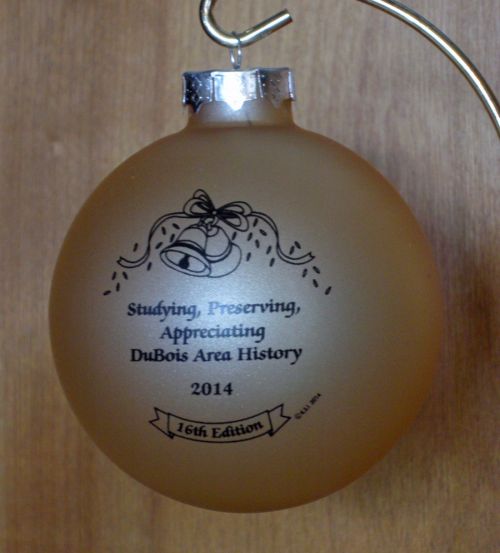 Studying, Preserving,
Appreciating
DuBois Area History
2014
16th Edition